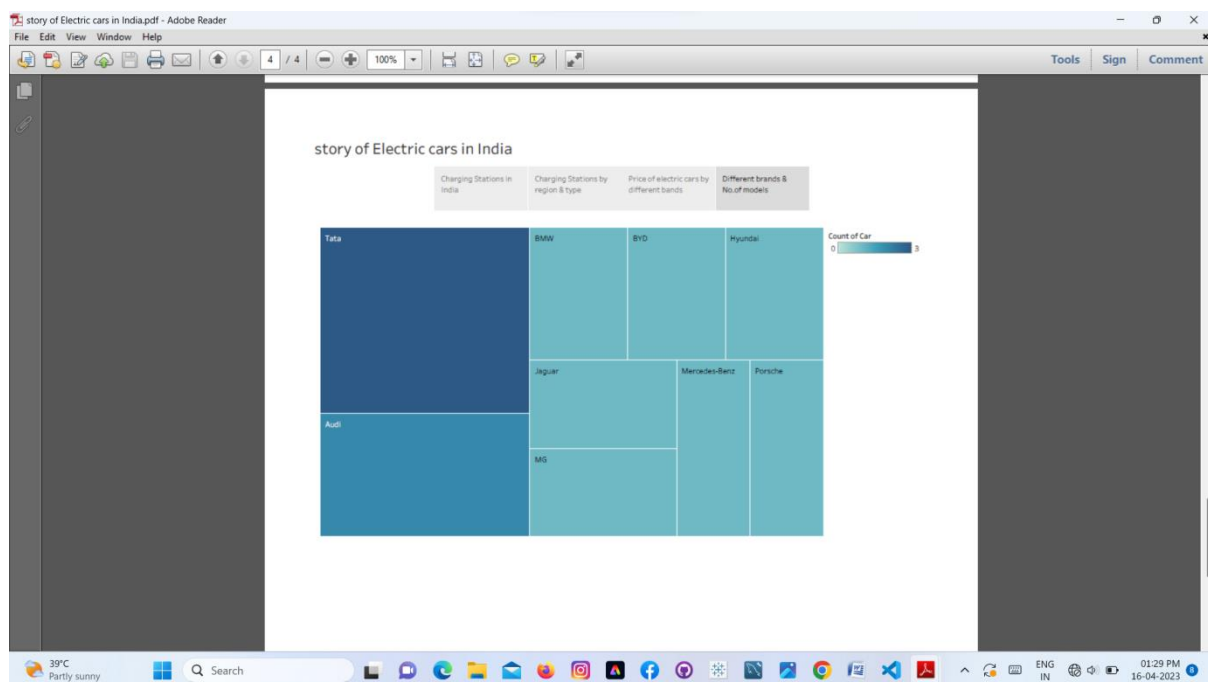 story of Electric cars in India.pdf - Adobe Reader
File Edit View Window Help
4 / 4
100%
Tools Sign Comment
story of Electric cars in India
Charging Stations in
India
Charging Stations by
region & type
Price of electric cars by
different bands
Different brands &
No.of models
Count of Car
0 3
Tata
BMW
BYD
Hyundai
Jaguar
Mercedes-Benz
Porsche
Audi
MG
39°C
Partly sunny
Search
ENG
IN
01:29 PM
16-04-2023
8